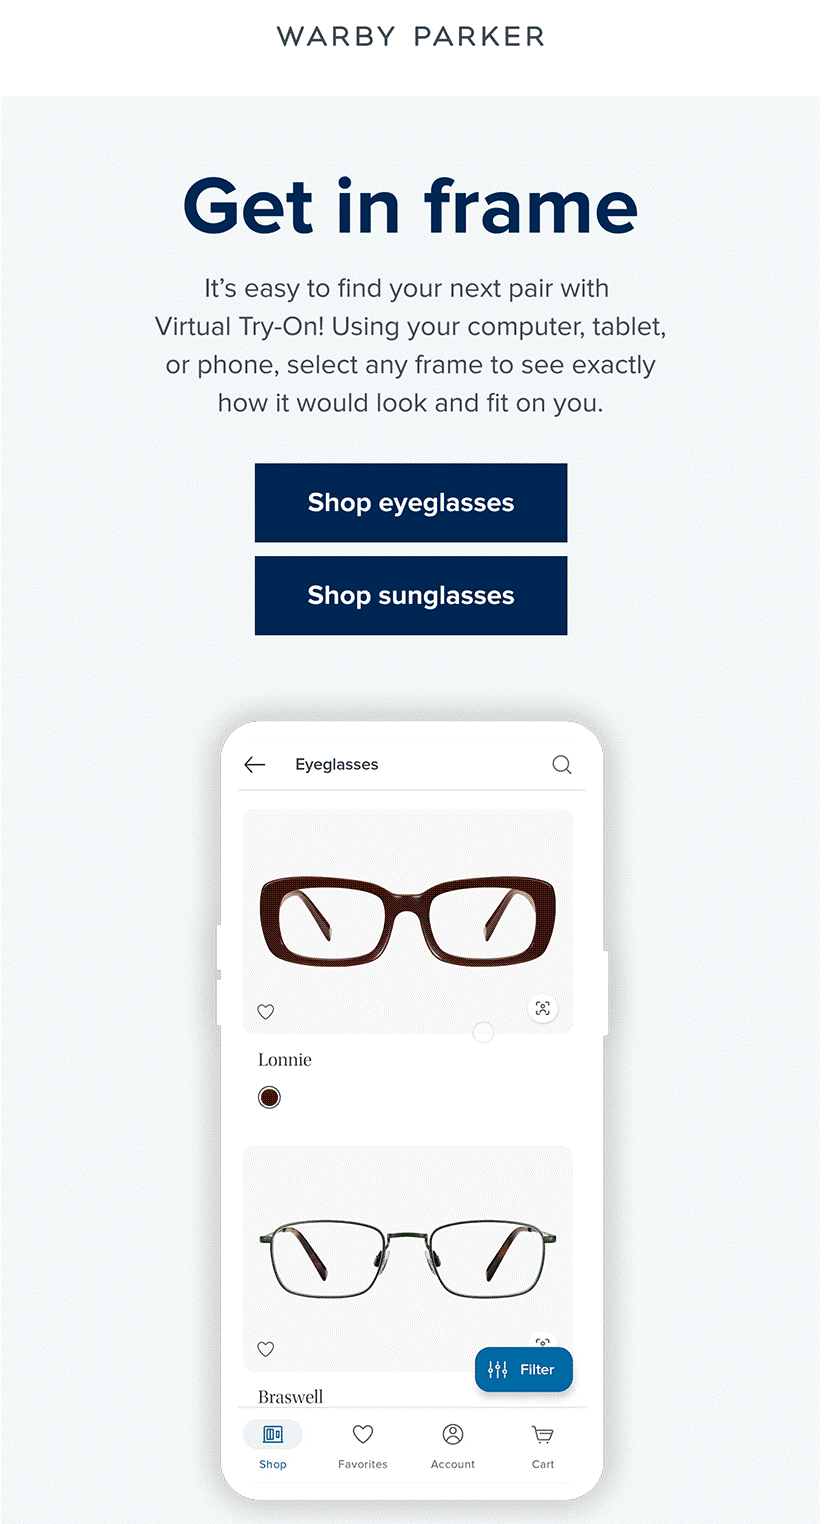 WARBY PARKER
Get in frame
It’s easy to find your next pair with
Virtual Try-On! Using your computer, tablet,
or phone, select any frame to see exactly
how it would look and fit on you.
Shop eyeglasses
Shop sunglasses
Eyeglasses
Lonnie
Filter
Braswell
Shop
Favorites
Account
Cart